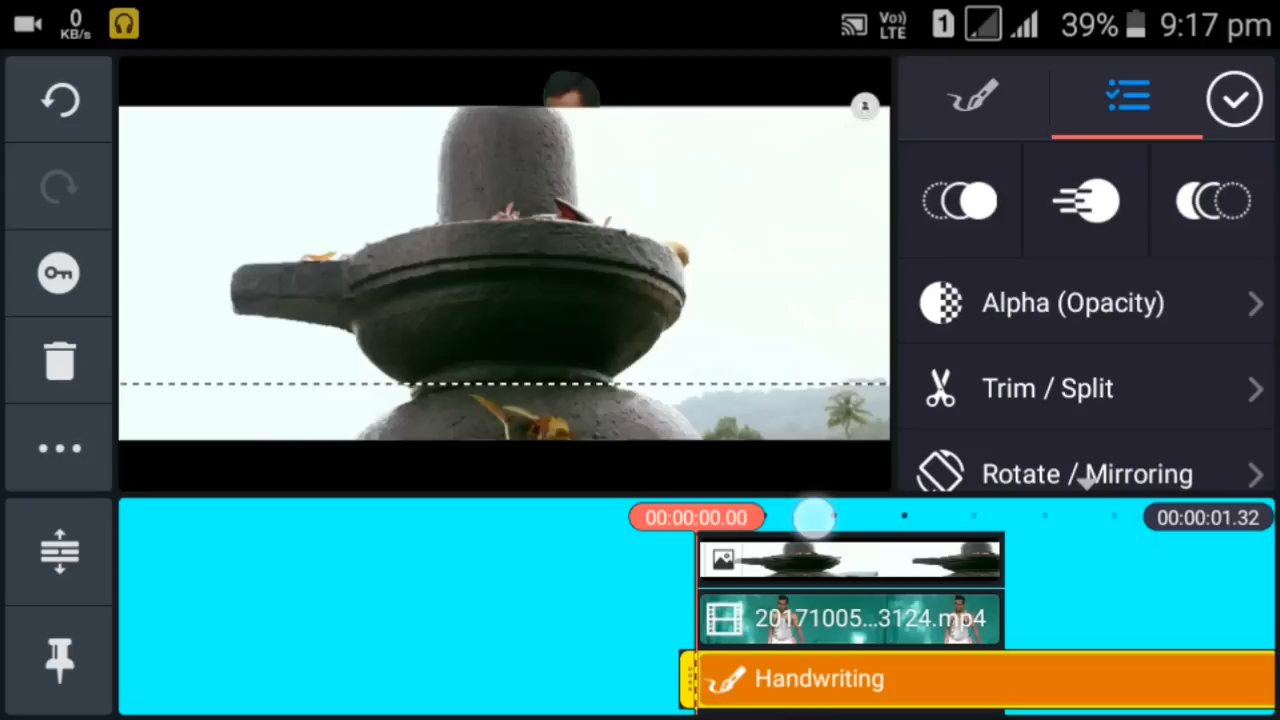 0
KB/s
Vo)
LTE
1
39%
9:17 pm
Alpha (Opacity)
Trim / Split
Rotate / Mirroring
00:00:00.00
00:00:01.32
20171005...3124.mp4
Handwriting